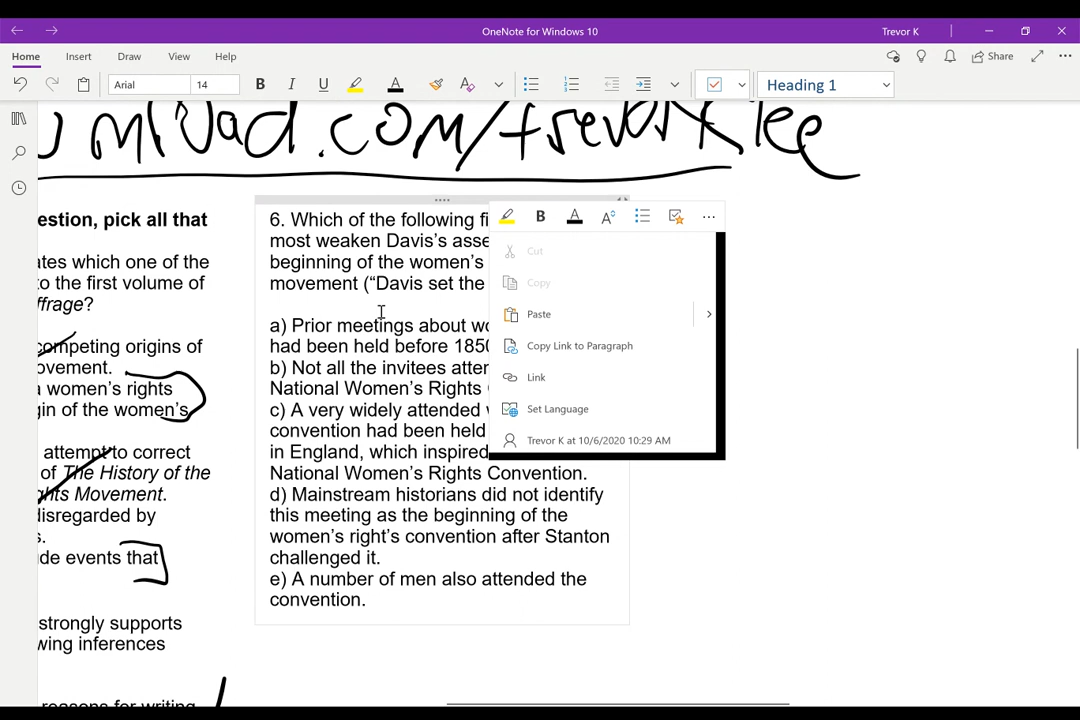 OneNote for Windows 10
Trevor K
Home Insert Draw View Help
Share
Arial 14 B I U A Heading 1
.com/trevorklee
estion, pick all that
ates which one of the
to the first volume of
ffrage?
competing origins of
ovement.
women's rights
gin of the women's
attempt to correct
of The History of the
ghts Movement.
disregarded by
s.
de events that
strongly supports
wing inferences
reasons for writing
6. Which of the following fi
most weaken Davis's asse
beginning of the women's
movement ("Davis set the
a) Prior meetings about wo
had been held before 1850
b) Not all the invitees atten
National Women's Rights
c) A very widely attended
convention had been held
in England, which inspired
National Women's Rights Convention.
d) Mainstream historians did not identify
this meeting as the beginning of the
women's right's convention after Stanton
challenged it.
e) A number of men also attended the
convention.
B A A
Cut
Copy
Paste
Copy Link to Paragraph
Link
Set Language
Trevor K at 10/6/2020 10:29 AM